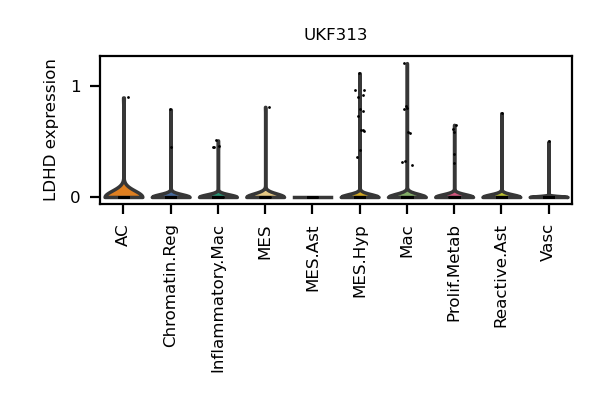 UKF313
LDHD expression
1
0
AC
Chromatin.Reg
Inflammatory.Mac
MES
MES.Ast
MES.Hyp
Mac
Prolif.Metab
Reactive.Ast
Vasc